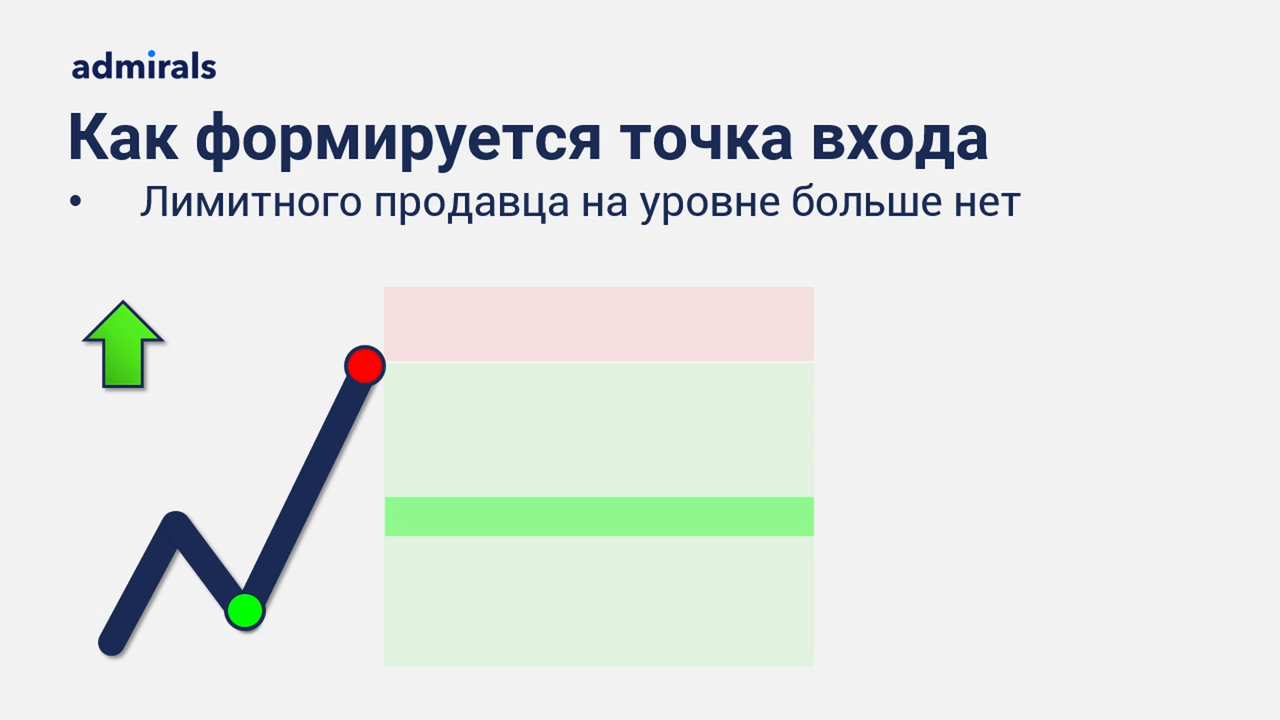 admirals
Как формируется точка входа
• Лимитного продавца на уровне больше нет